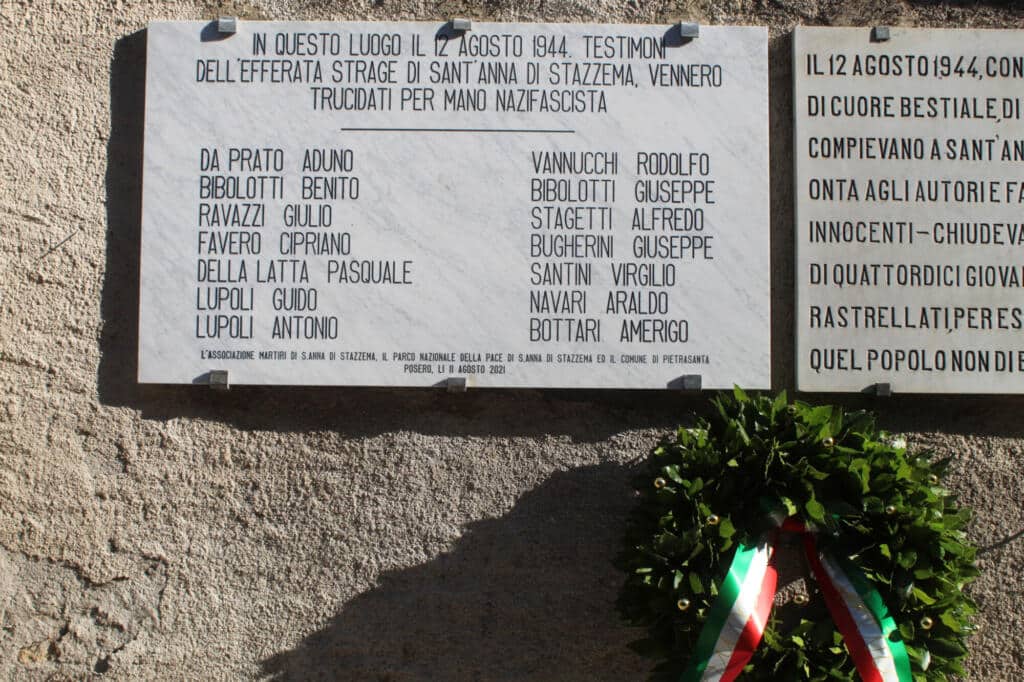 IN QUESTO LUOGO IL 12 AGOSTO 1944. TESTIMONI
DELL'EFFERATA STRAGE DI SANT'ANNA DI STAZZEMA, VENNERO
TRUCIDATI PER MANO NAZIFASCISTA
DA PRATO ADUNO
BIBOLOTTI BENITO
RAVAZZI GIULIO
FAVERO CIPRIANO
DELLA LATTA PASQUALE
LUPOLI GUIDO
LUPOLI ANTONIO
VANNUCCHI RODOLFO
BIBOLOTTI GIUSEPPE
STAGETTI ALFREDO
BUGHERINI GIUSEPPE
SANTINI VIRGILIO
NAVARI ARALDO
BOTTARI AMERIGO
L'ASSOCIAZIONE MARTIRI DI S.ANNA DI STAZZEMA, IL PARCO NAZIONALE DELLA PACE DI S.ANNA DI STAZZEMA ED IL COMUNE DI PIETRASANTA
POSERO, LI 11 AGOSTO 2021
IL 12 AGOSTO 1944, CON
DI CUORE BESTIALE, DI
COMPIEVANO A SANT'AN
ONTA AGLI AUTORI E FA
INNOCENTI - CHIUDEVA
DI QUATTORDICI GIOVA
RASTRELLATI, PER ES
QUEL POPOLO NON DI